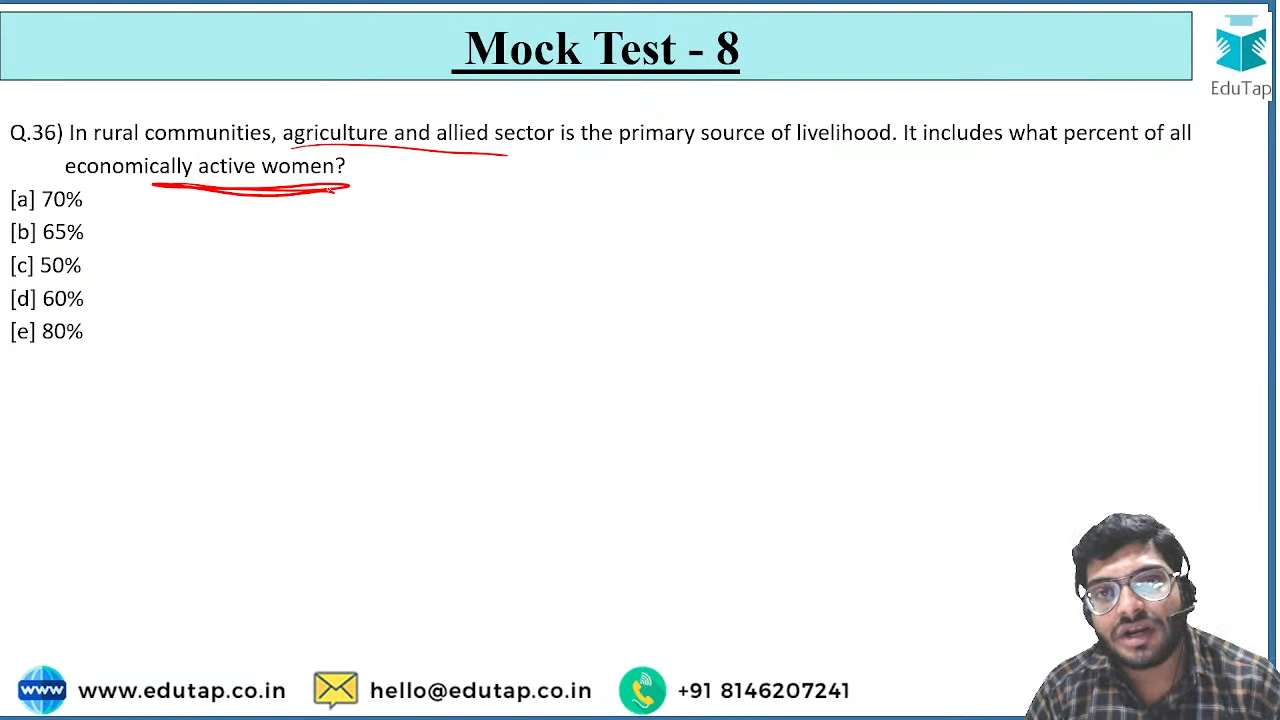 Mock Test - 8
EduTap
Q.36) In rural communities, agriculture and allied sector is the primary source of livelihood. It includes what percent of all
economically active women?
[a] 70%
[b] 65%
[c] 50%
[d] 60%
[e] 80%
www www.edutap.co.in hello@edutap.co.in +91 8146207241